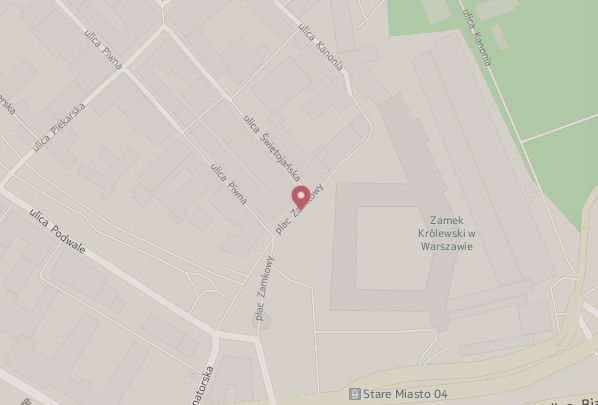 ulica Kanonia
ulica Kanonia
ulica Piwna
ulica Piekarska
ulica Świętojańska
ulica Piwna
plac Zamkowy
ulica Podwale
Zamek
Królewski w
Warszawie
plac Zamkowy
Stare Miasto 04